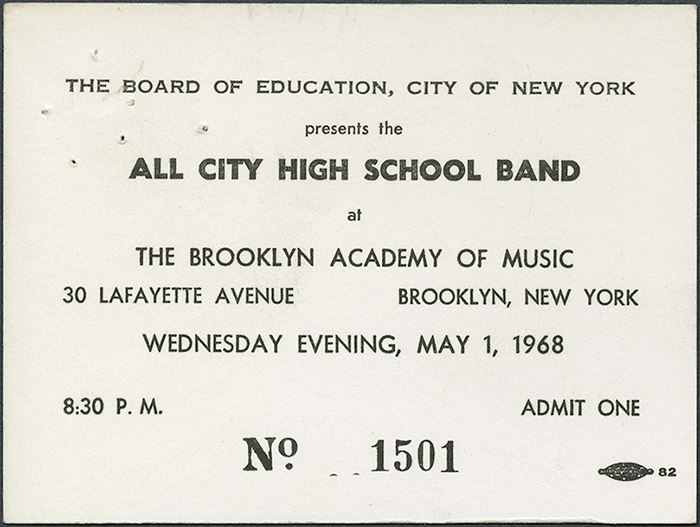 THE BOARD OF EDUCATION, CITY OF NEW YORK
presents the
ALL CITY HIGH SCHOOL BAND
at
THE BROOKLYN ACADEMY OF MUSIC
30 LAFAYETTE AVENUE BROOKLYN, NEW YORK
WEDNESDAY EVENING, MAY 1, 1968
8:30 P. M. ADMIT ONE
Nº 1501
82